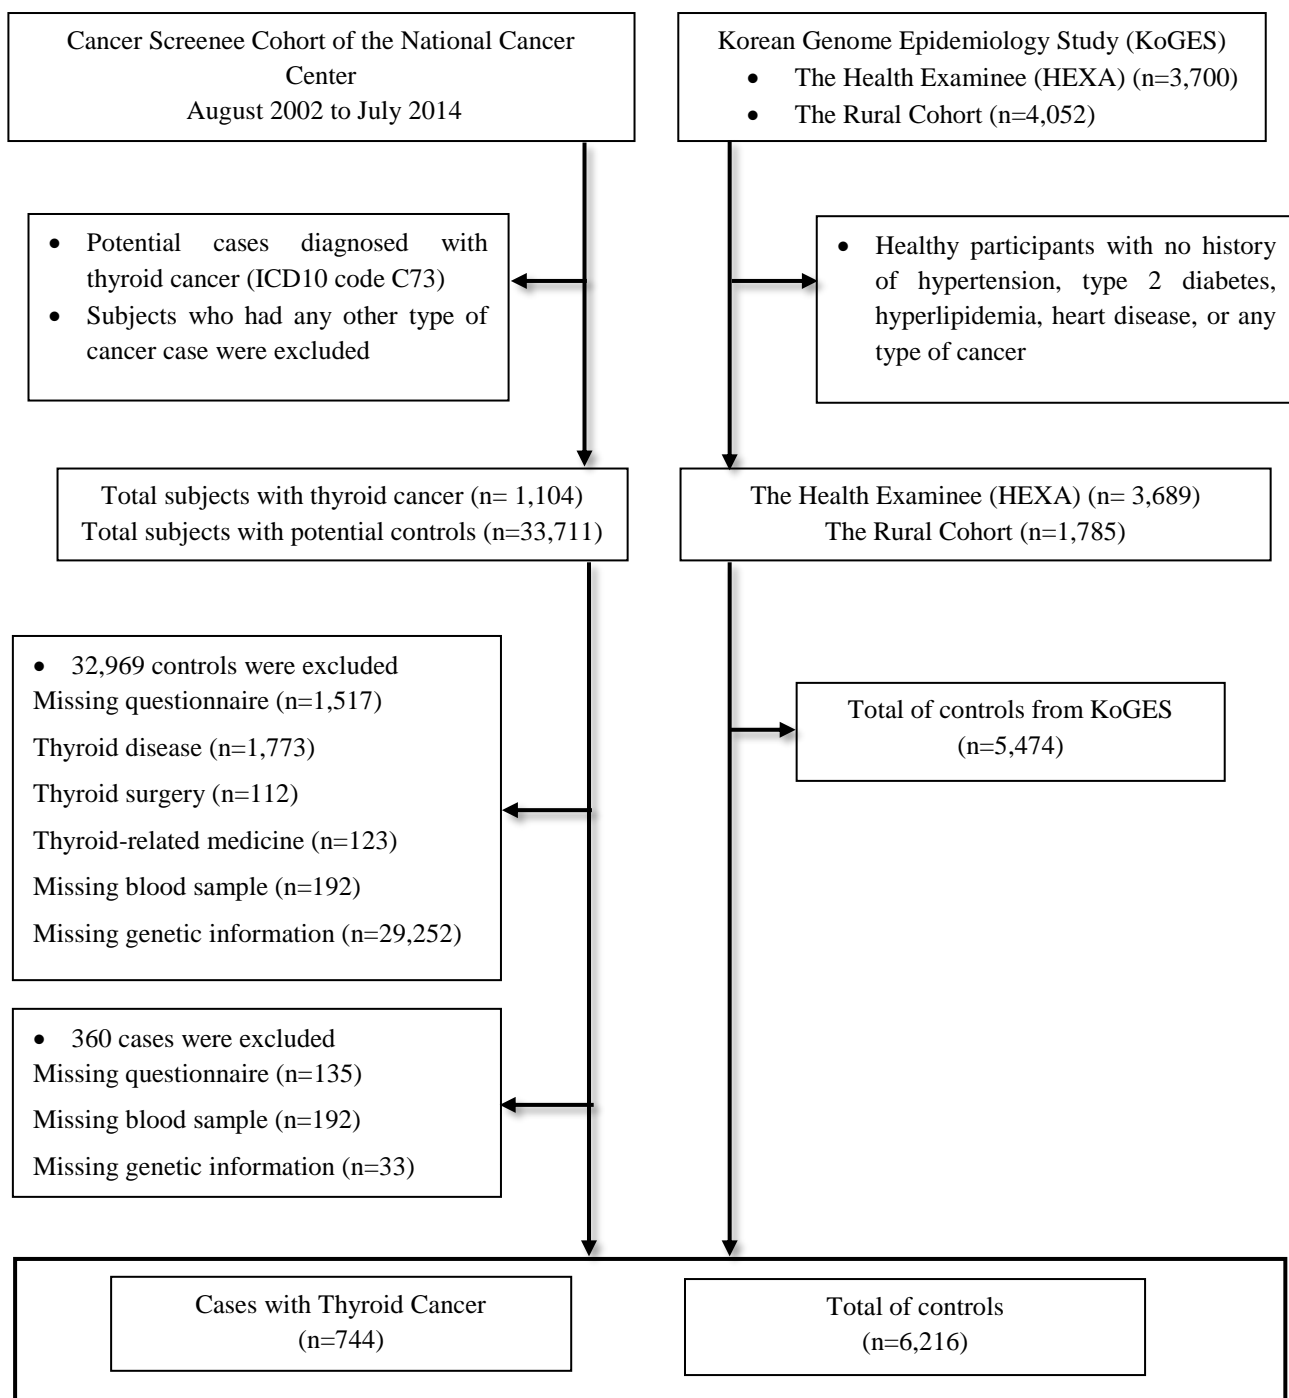 Cancer Screenee Cohort of the National Cancer
Center
August 2002 to July 2014
Korean Genome Epidemiology Study (KoGES)
• The Health Examinee (HEXA) (n=3,700)
• The Rural Cohort (n=4,052)
• Potential cases diagnosed with
thyroid cancer (ICD10 code C73)
• Subjects who had any other type of
cancer case were excluded
• Healthy participants with no history
of hypertension, type 2 diabetes,
hyperlipidemia, heart disease, or any
type of cancer
Total subjects with thyroid cancer (n= 1,104)
Total subjects with potential controls (n=33,711)
The Health Examinee (HEXA) (n= 3,689)
The Rural Cohort (n=1,785)
• 32,969 controls were excluded
Missing questionnaire (n=1,517)
Thyroid disease (n=1,773)
Thyroid surgery (n=112)
Thyroid-related medicine (n=123)
Missing blood sample (n=192)
Missing genetic information (n=29,252)
Total of controls from KoGES
(n=5,474)
• 360 cases were excluded
Missing questionnaire (n=135)
Missing blood sample (n=192)
Missing genetic information (n=33)
Cases with Thyroid Cancer
(n=744)
Total of controls
(n=6,216)